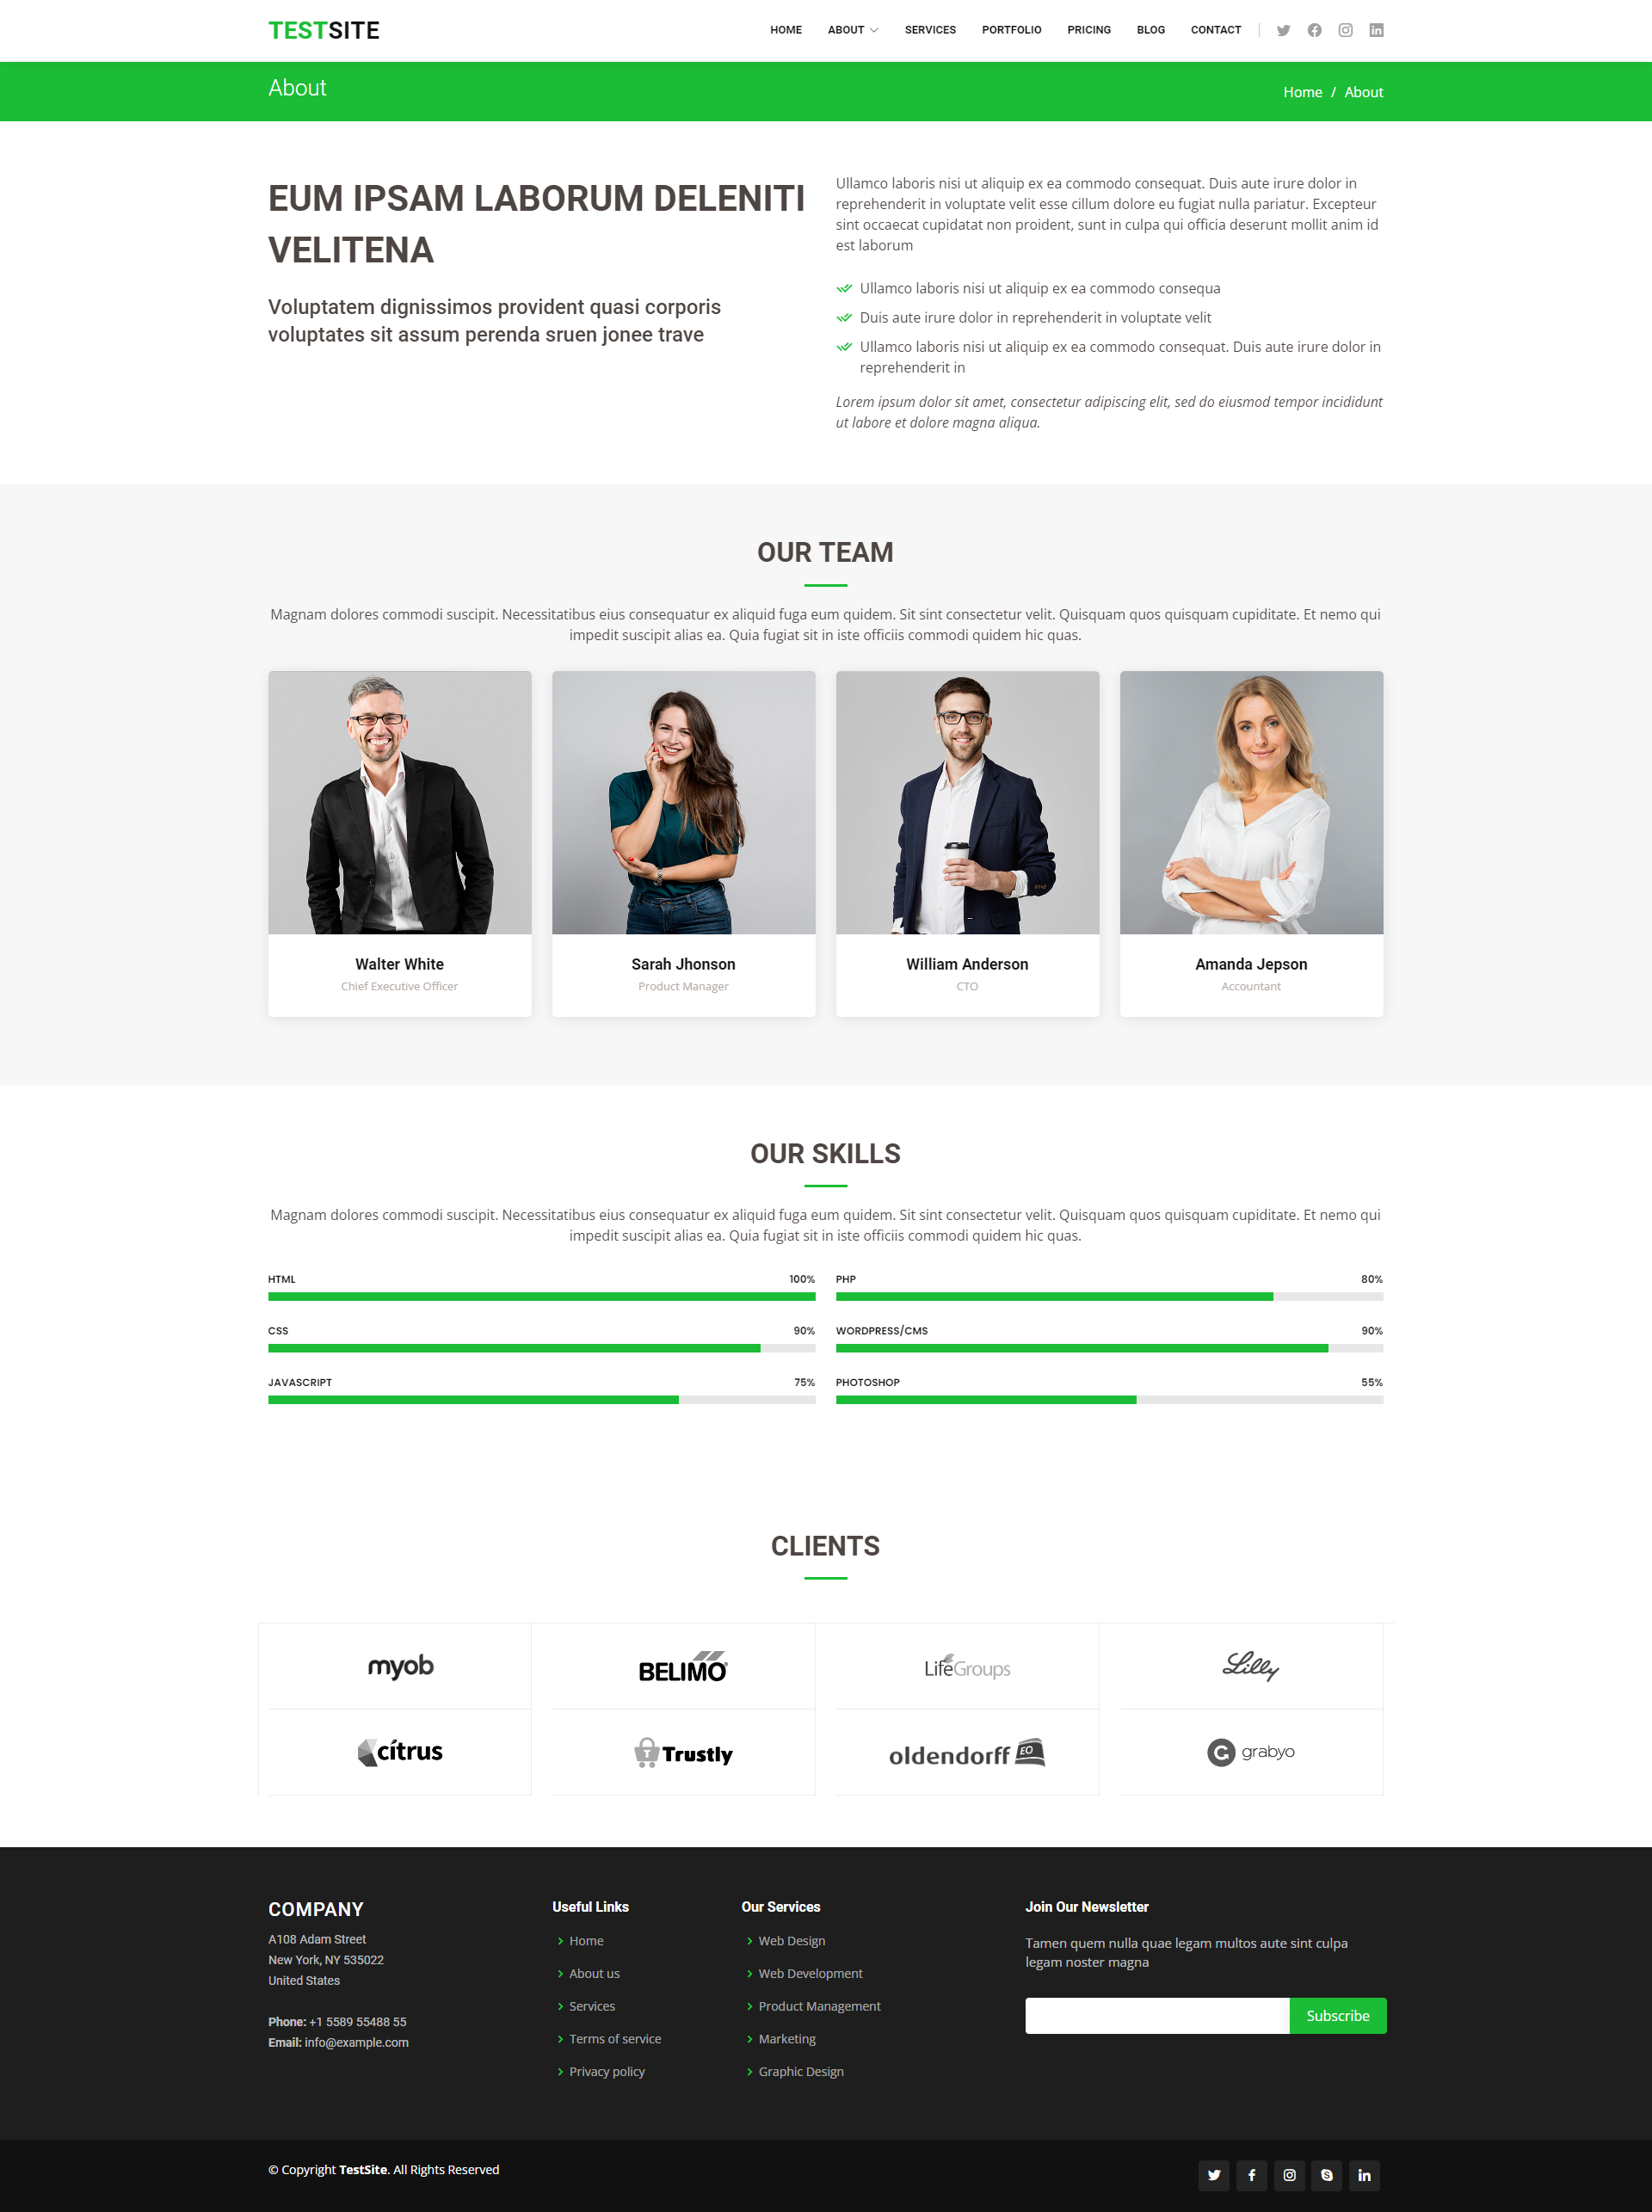 TESTSITE
HOME ABOUT SERVICES PORTFOLIO PRICING BLOG CONTACT
About
Home / About
EUM IPSAM LABORUM DELENITI
VELITENA
Voluptatem dignissimos provident quasi corporis
voluptates sit assum perenda sruen jonee trave
Ullamco laboris nisi ut aliquip ex ea commodo consequat. Duis aute irure dolor in
reprehenderit in voluptate velit esse cillum dolore eu fugiat nulla pariatur. Excepteur
sint occaecat cupidatat non proident, sunt in culpa qui officia deserunt mollit anim id
est laborum
Ullamco laboris nisi ut aliquip ex ea commodo consequa
Duis aute irure dolor in reprehenderit in voluptate velit
Ullamco laboris nisi ut aliquip ex ea commodo consequat. Duis aute irure dolor in
reprehenderit in
Lorem ipsum dolor sit amet, consectetur adipiscing elit, sed do eiusmod tempor incididunt
ut labore et dolore magna aliqua.
OUR TEAM
Magnam dolores commodi suscipit. Necessitatibus eius consequatur ex aliquid fuga eum quidem. Sit sint consectetur velit. Quisquam quos quisquam cupiditate. Et nemo qui
impedit suscipit alias ea. Quia fugiat sit in iste officiis commodi quidem hic quas.
Walter White
Chief Executive Officer
Sarah Jhonson
Product Manager
William Anderson
CTO
Amanda Jepson
Accountant
OUR SKILLS
Magnam dolores commodi suscipit. Necessitatibus eius consequatur ex aliquid fuga eum quidem. Sit sint consectetur velit. Quisquam quos quisquam cupiditate. Et nemo qui
impedit suscipit alias ea. Quia fugiat sit in iste officiis commodi quidem hic quas.
HTML 100%
PHP 80%
CSS 90%
WORDPRESS/CMS 90%
JAVASCRIPT 75%
PHOTOSHOP 55%
CLIENTS
myob
BELIMO
LifeGroups
Lilly
cítrus
Trustly
oldendorff EO
grabyo
COMPANY
A108 Adam Street
New York, NY 535022
United States
Phone: +1 5589 55488 55
Email: info@example.com
Useful Links
Home
About us
Services
Terms of service
Privacy policy
Our Services
Web Design
Web Development
Product Management
Marketing
Graphic Design
Join Our Newsletter
Tamen quem nulla quae legam multos aute sint culpa
legam noster magna
Subscribe
© Copyright TestSite. All Rights Reserved